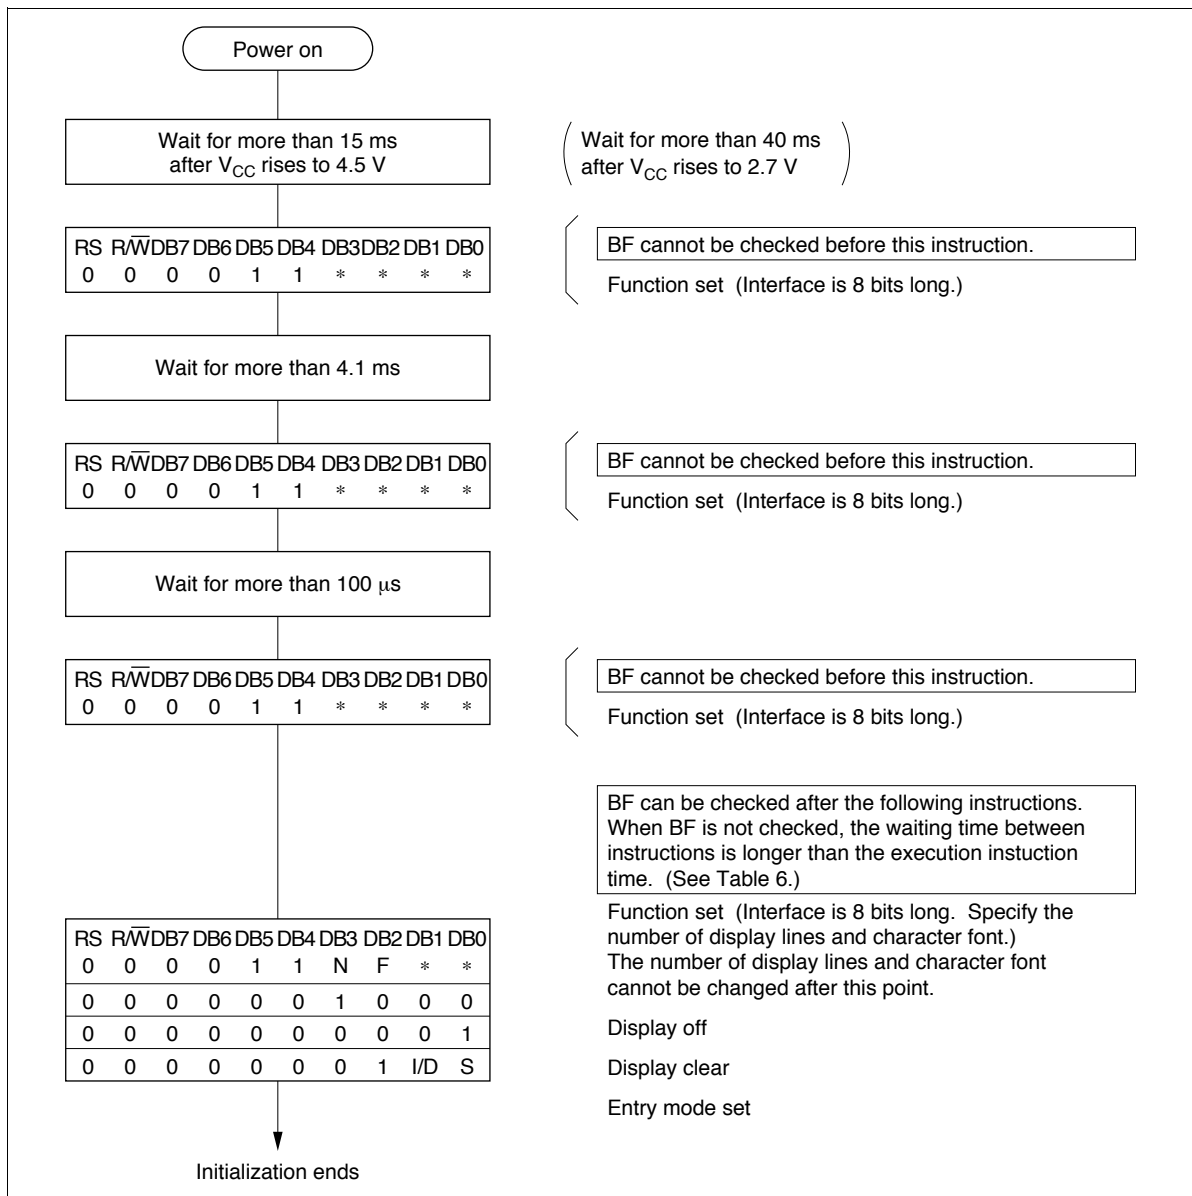 Power on
Wait for more than 15 ms
after VCC rises to 4.5 V
Wait for more than 40 ms
after VCC rises to 2.7 V
RS R/W̅ DB7 DB6 DB5 DB4 DB3 DB2 DB1 DB0
0 0 0 0 1 1 * * * *
BF cannot be checked before this instruction.
Function set (Interface is 8 bits long.)
Wait for more than 4.1 ms
RS R/W̅ DB7 DB6 DB5 DB4 DB3 DB2 DB1 DB0
0 0 0 0 1 1 * * * *
BF cannot be checked before this instruction.
Function set (Interface is 8 bits long.)
Wait for more than 100 μs
RS R/W̅ DB7 DB6 DB5 DB4 DB3 DB2 DB1 DB0
0 0 0 0 1 1 * * * *
BF cannot be checked before this instruction.
Function set (Interface is 8 bits long.)
BF can be checked after the following instructions.
When BF is not checked, the waiting time between
instructions is longer than the execution instuction
time. (See Table 6.)
RS R/W̅ DB7 DB6 DB5 DB4 DB3 DB2 DB1 DB0
0 0 0 0 1 1 N F * *
0 0 0 0 0 0 1 0 0 0
0 0 0 0 0 0 0 0 0 1
0 0 0 0 0 0 0 1 I/D S
Function set (Interface is 8 bits long. Specify the
number of display lines and character font.)
The number of display lines and character font
cannot be changed after this point.
Display off
Display clear
Entry mode set
Initialization ends